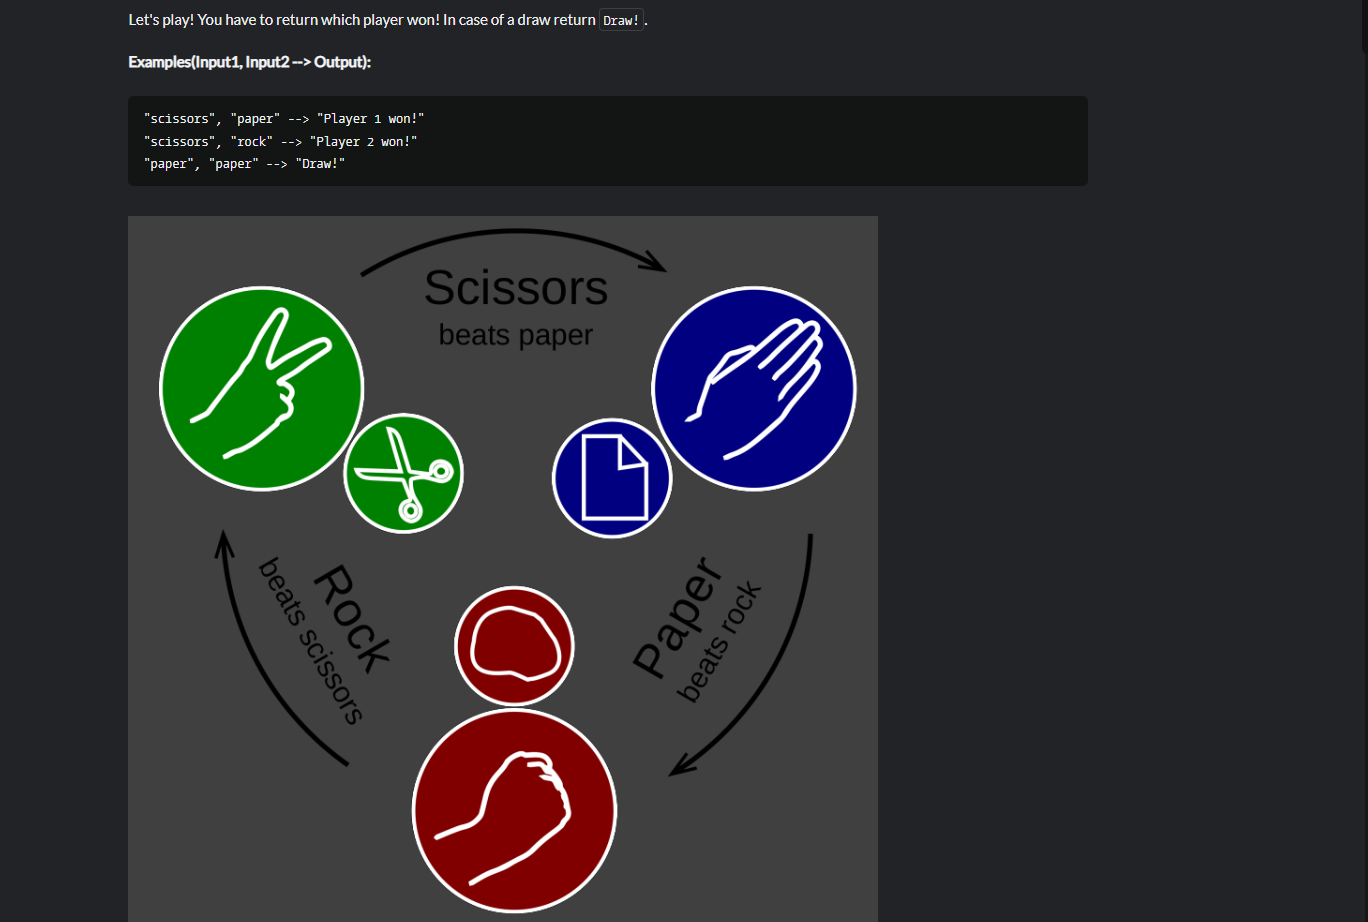 Let's play! You have to return which player won! In case of a draw return Draw! .
Examples(Input1, Input2 --> Output):
"scissors", "paper" --> "Player 1 won!"
"scissors", "rock" --> "Player 2 won!"
"paper", "paper" --> "Draw!"
Scissors
beats paper
Rock
beats scissors
Paper
beats rock